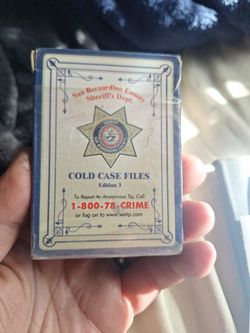 San Bernardino County
Sheriff's Dept.
COLD CASE FILES
Edition 3
To Report An Anonymous Tip, Call
1-800-78-CRIME
or log on to www.wetip.com